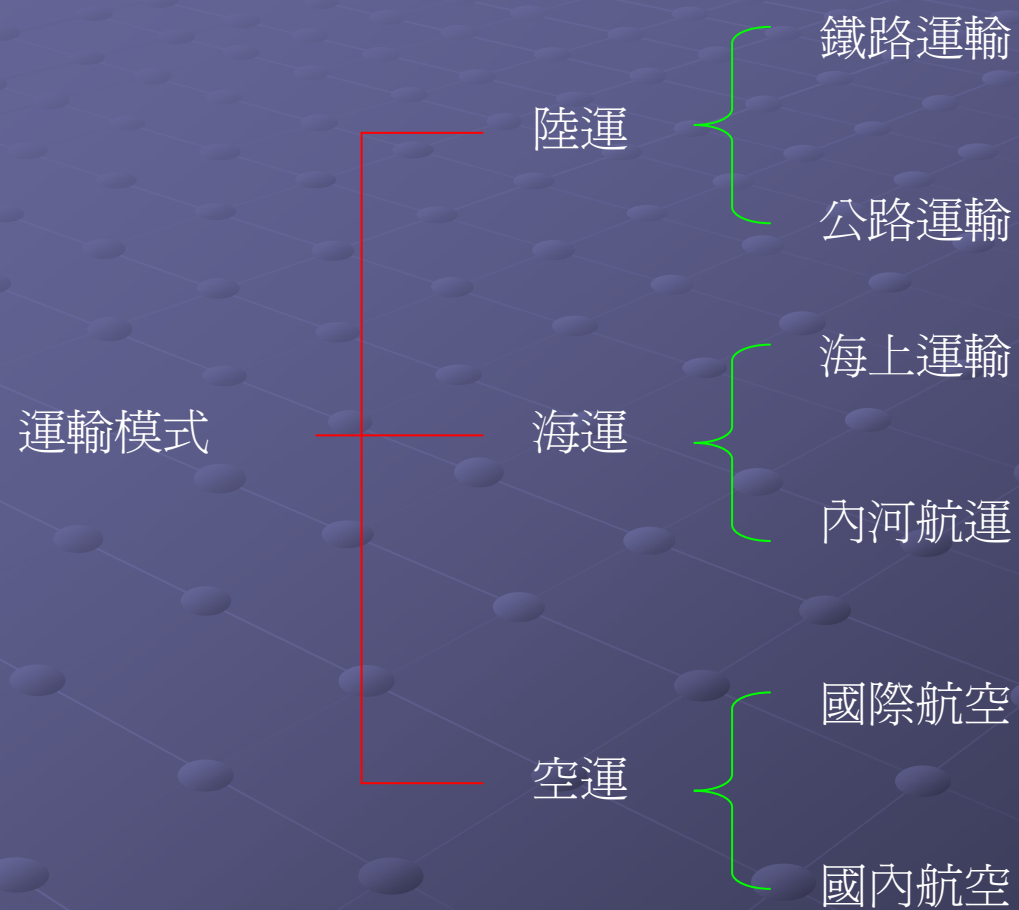 運輸模式
陸運
鐵路運輸
公路運輸
海運
海上運輸
內河航運
空運
國際航空
國內航空